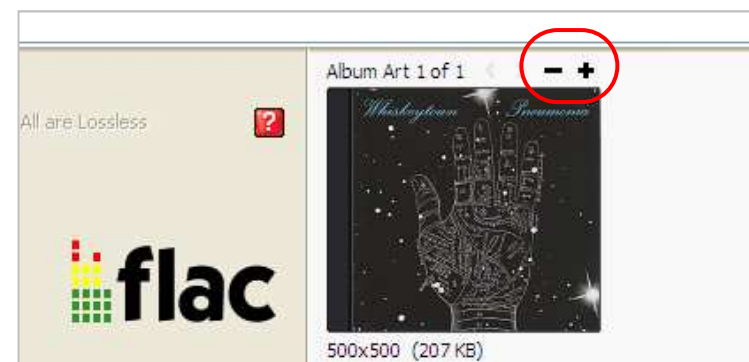 Album Art 1 of 1
All are Lossless
?
Whiskeytown Pneumonia
flac
500x500 (207 KB)